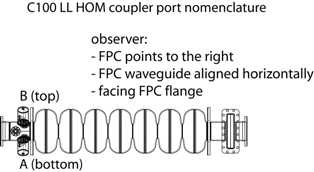 C100 LL HOM coupler port nomenclature
observer:
- FPC points to the right
- FPC waveguide aligned horizontally
- facing FPC flange
B (top)
A (bottom)